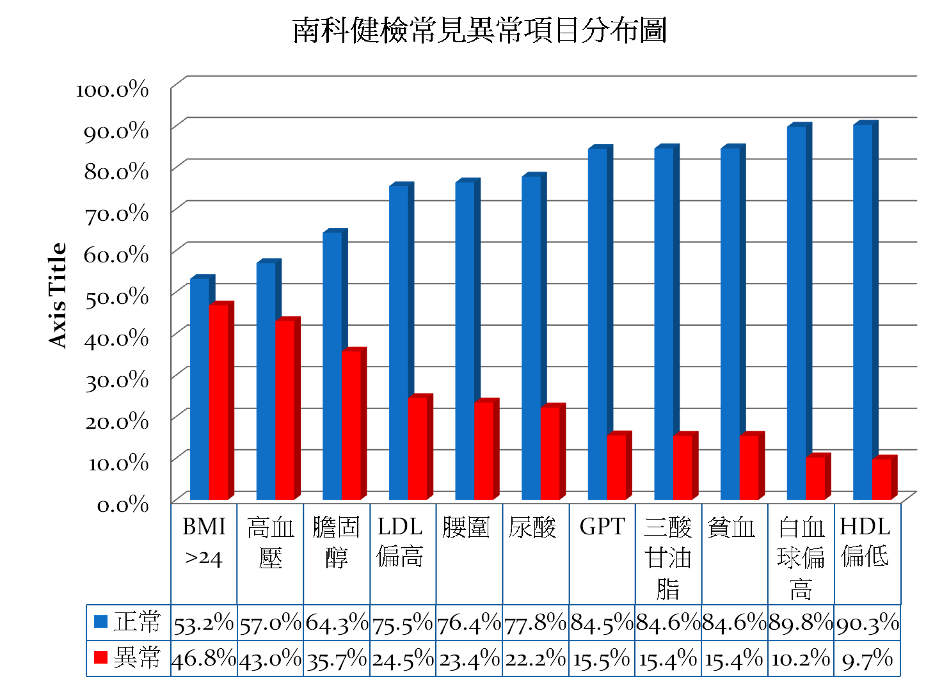 南科健檢常見異常項目分布圖
100.0%
90.0%
80.0%
70.0%
60.0%
50.0%
40.0%
30.0%
20.0%
10.0%
0.0%
Axis Title
BMI
>24
高血
壓
膽固
醇
LDL
偏高
腰圍
尿酸
GPT
三酸
甘油
脂
貧血
白血
球偏
高
HDL
偏低
正常 53.2% 57.0% 64.3% 75.5% 76.4% 77.8% 84.5% 84.6% 84.6% 89.8% 90.3%
異常 46.8% 43.0% 35.7% 24.5% 23.4% 22.2% 15.5% 15.4% 15.4% 10.2% 9.7%